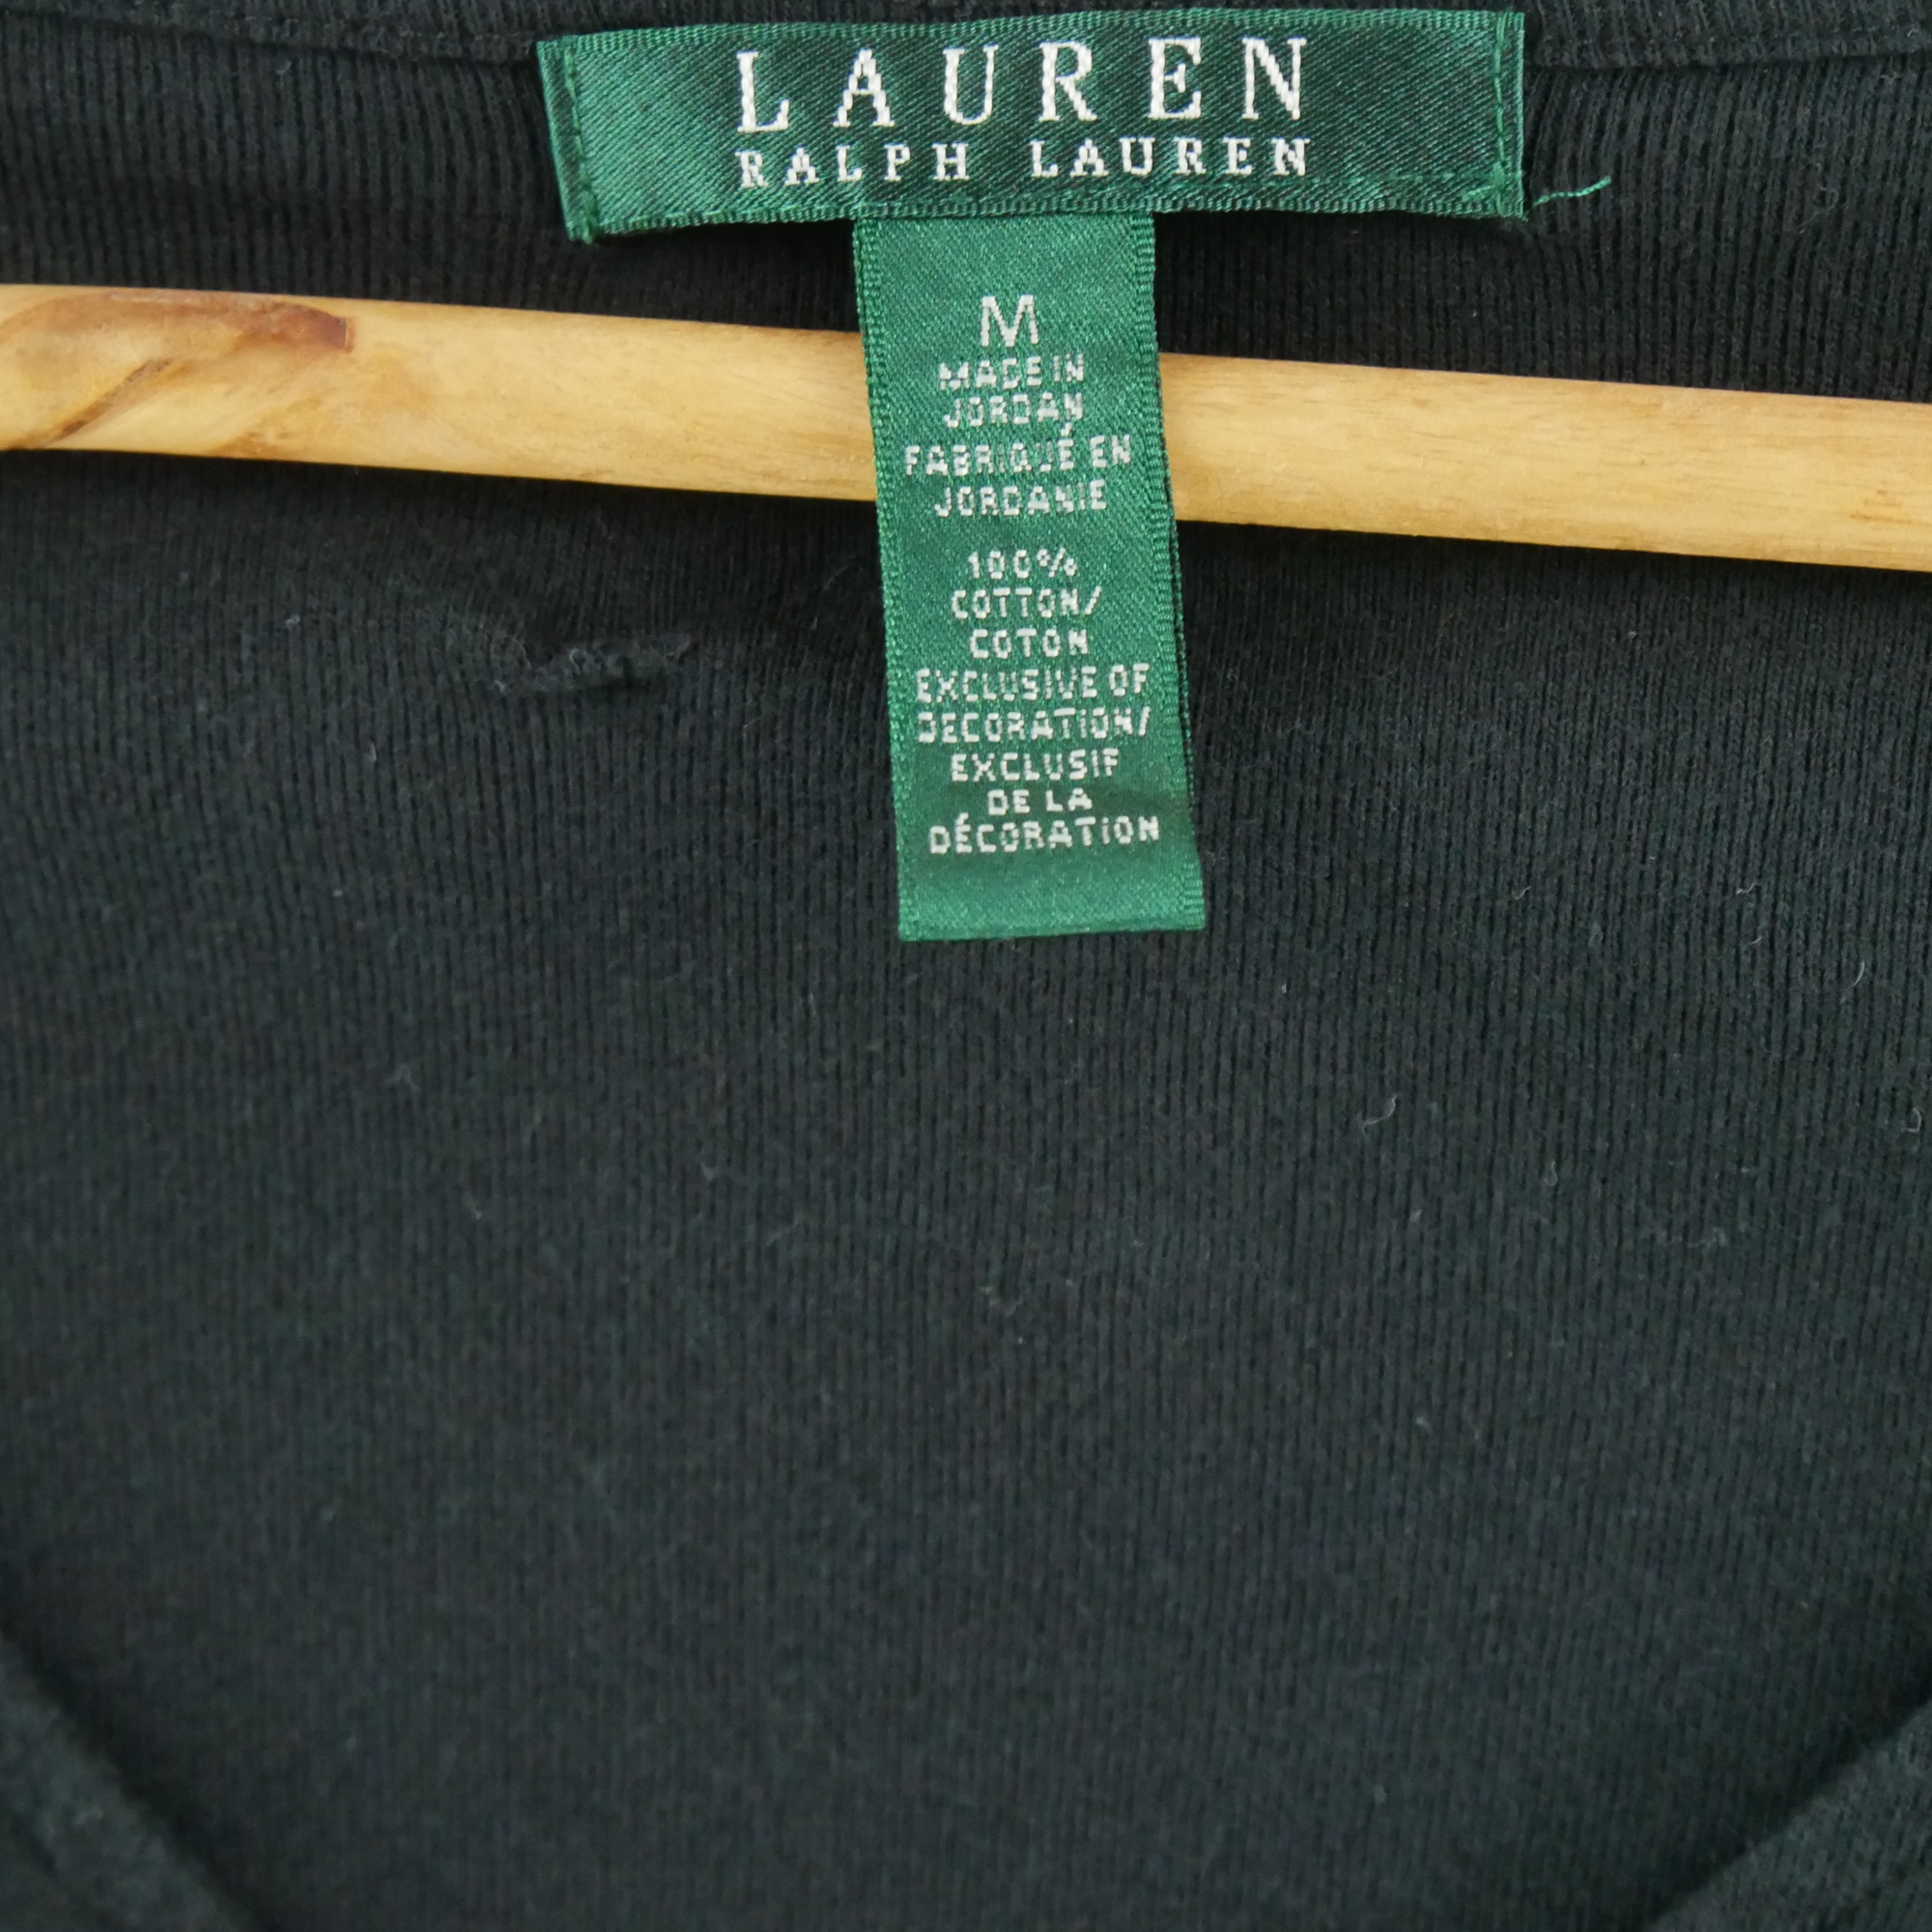 LAUREN
RALPH LAUREN
M
MADE IN
JORDAN
FABRIQUÉ EN
JORDANIE
100%
COTTON/
COTON
EXCLUSIVE OF
DECORATION/
EXCLUSIF
DE LA
DÉCORATION